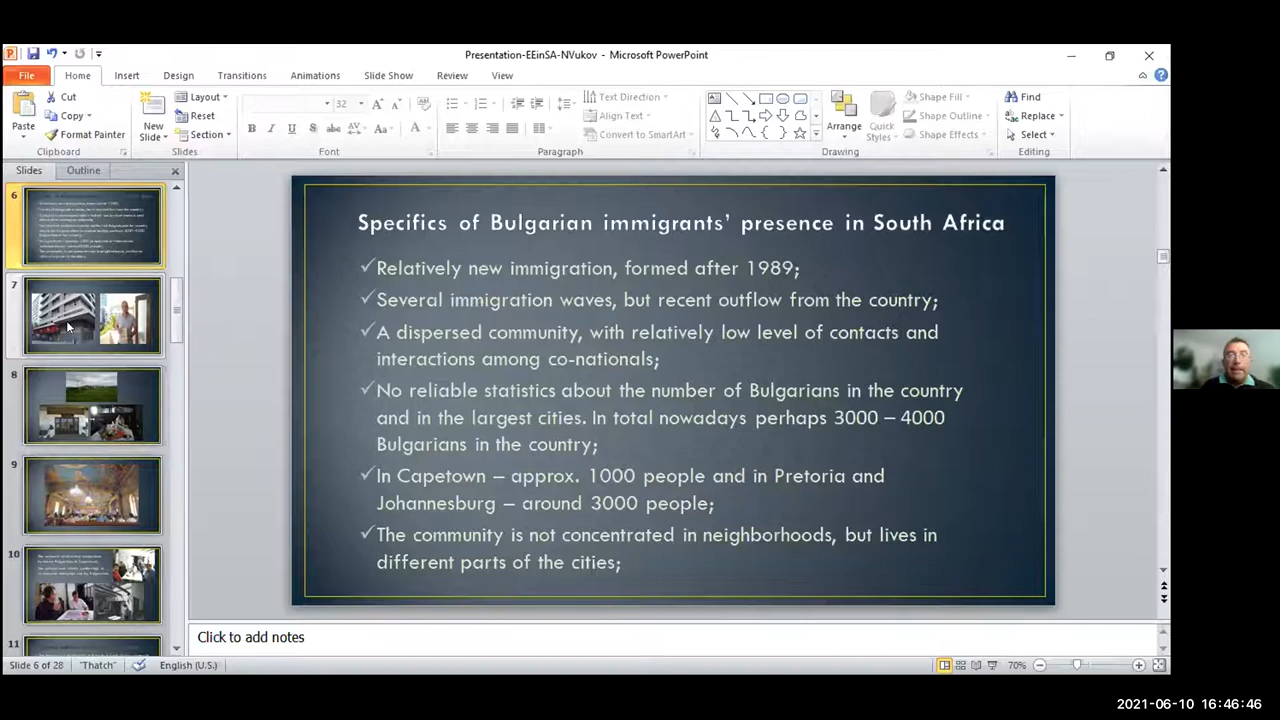 Presentation-EEinSA-NVukov - Microsoft PowerPoint
File Home Insert Design Transitions Animations Slide Show Review View
Paste
Cut
Copy
Format Painter
Clipboard
New Slide
Layout
Reset
Section
Slides
32
Font
Text Direction
Align Text
Convert to SmartArt
Paragraph
Arrange
Quick Styles
Shape Fill
Shape Outline
Shape Effects
Drawing
Find
Replace
Select
Editing
Slides Outline
6
7
8
9
10
11
Specifics of Bulgarian immigrants' presence in South Africa
✓Relatively new immigration, formed after 1989;
✓Several immigration waves, but recent outflow from the country;
✓A dispersed community, with relatively low level of contacts and
interactions among co-nationals;
✓No reliable statistics about the number of Bulgarians in the country
and in the largest cities. In total nowadays perhaps 3000 – 4000
Bulgarians in the country;
✓In Capetown – approx. 1000 people and in Pretoria and
Johannesburg – around 3000 people;
✓The community is not concentrated in neighborhoods, but lives in
different parts of the cities;
Click to add notes
Slide 6 of 28 "Thatch" English (U.S.) 70%
2021-06-10 16:46:46